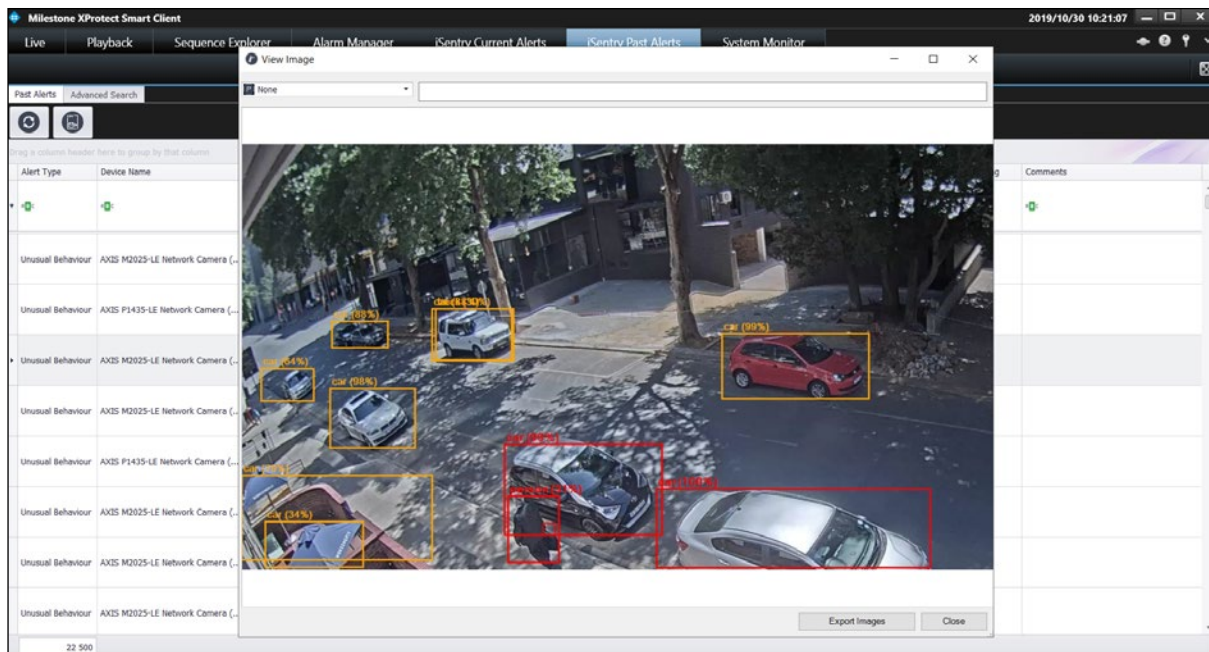 Milestone XProtect Smart Client
2019/10/30 10:21:07
Live Playback Sequence Explorer Alarm Manager iSentry Current Alerts iSentry Past Alerts System Monitor
View Image
Past Alerts Advanced Search
None
Drag a column header here to group by that column
Alert Type Device Name Comments
Unusual Behaviour AXIS M2025-LE Network Camera (...
Unusual Behaviour AXIS P1435-LE Network Camera (...
Unusual Behaviour AXIS M2025-LE Network Camera (...
Unusual Behaviour AXIS M2025-LE Network Camera (...
Unusual Behaviour AXIS P1435-LE Network Camera (...
Unusual Behaviour AXIS M2025-LE Network Camera (...
Unusual Behaviour AXIS M2025-LE Network Camera (...
Unusual Behaviour AXIS M2025-LE Network Camera (...
car (88%)
car (99%)
car (64%)
car (98%)
car (99%)
car (34%)
Export Images Close
22 500